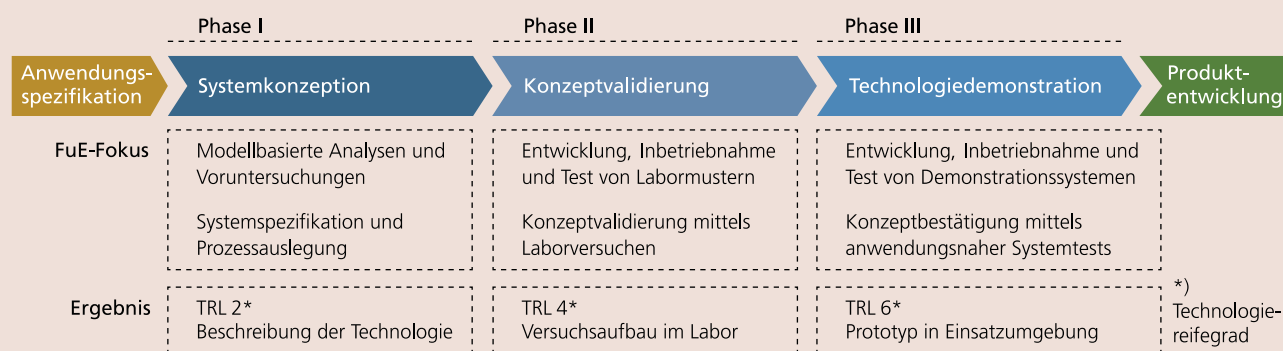 Phase I
Phase II
Phase III
Anwendungs-
spezifikation
Systemkonzeption
Konzeptvalidierung
Technologiedemonstration
Produkt-
entwicklung
FuE-Fokus
Modellbasierte Analysen und
Voruntersuchungen
Systemspezifikation und
Prozessauslegung
Entwicklung, Inbetriebnahme
und Test von Labormustern
Konzeptvalidierung mittels
Laborversuchen
Entwicklung, Inbetriebnahme und
Test von Demonstrationssystemen
Konzeptbestätigung mittels
anwendungsnaher Systemtests
Ergebnis
TRL 2*
Beschreibung der Technologie
TRL 4*
Versuchsaufbau im Labor
TRL 6*
Prototyp in Einsatzumgebung
*)
Technologie-
reifegrad